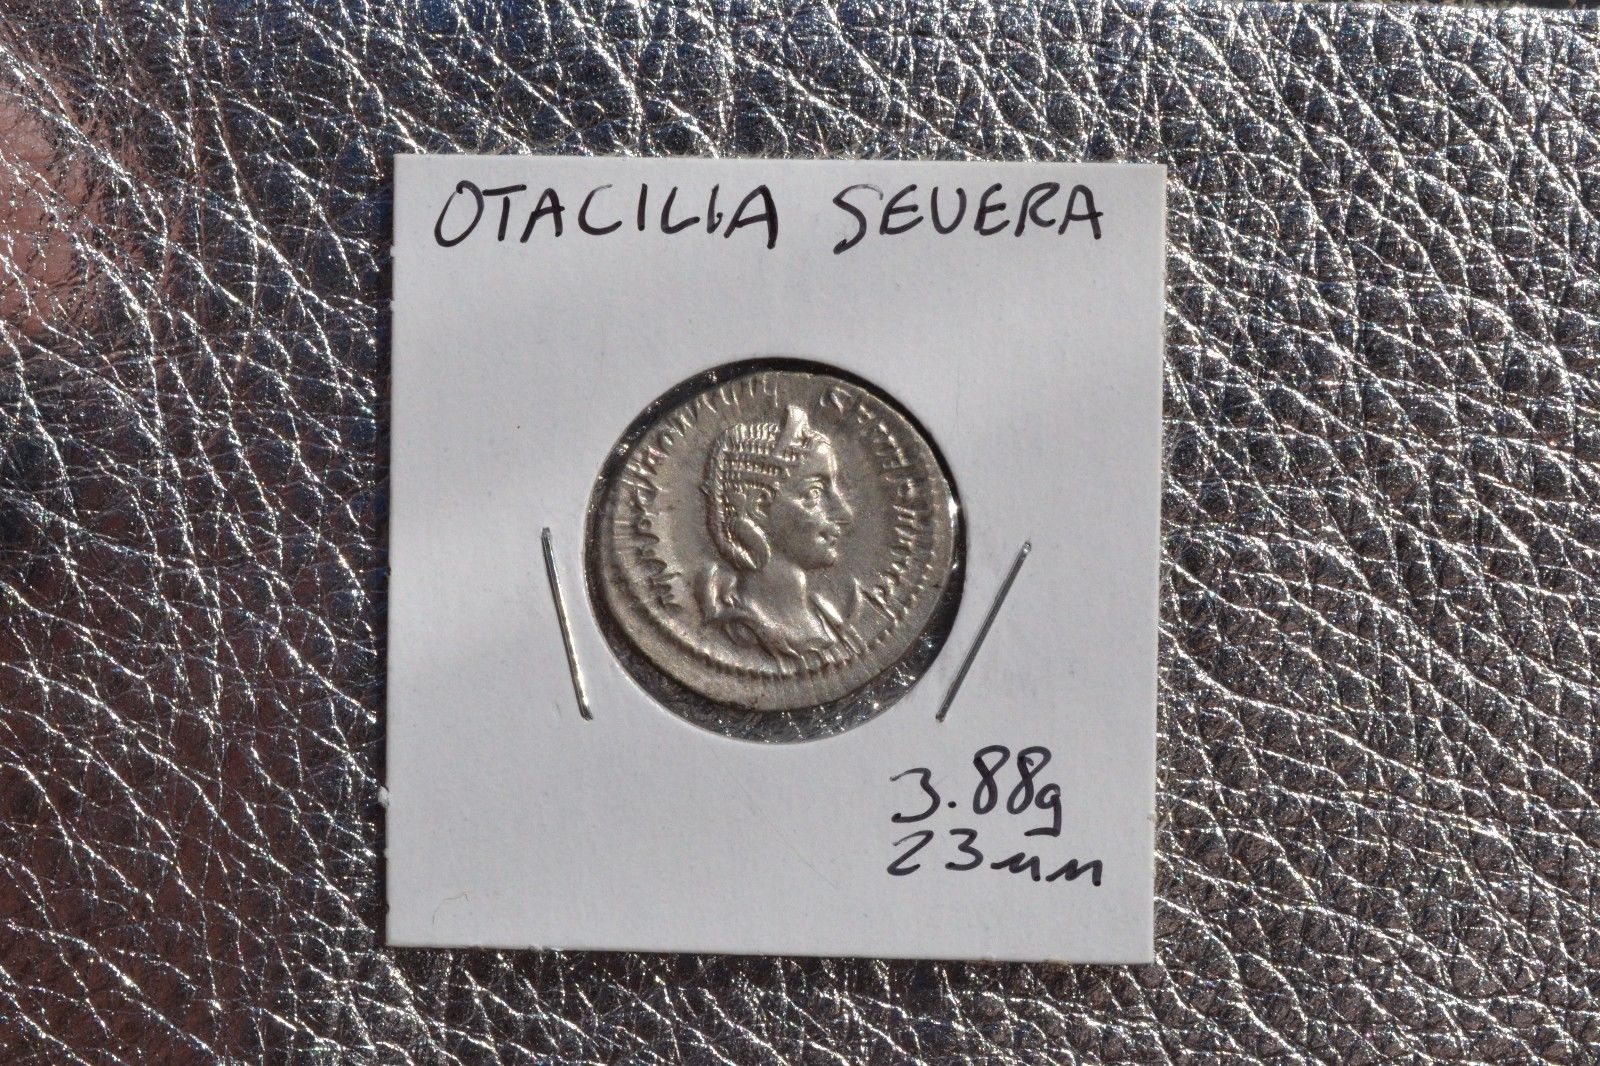 OTACILIA SEVERA
3.88g
23mm